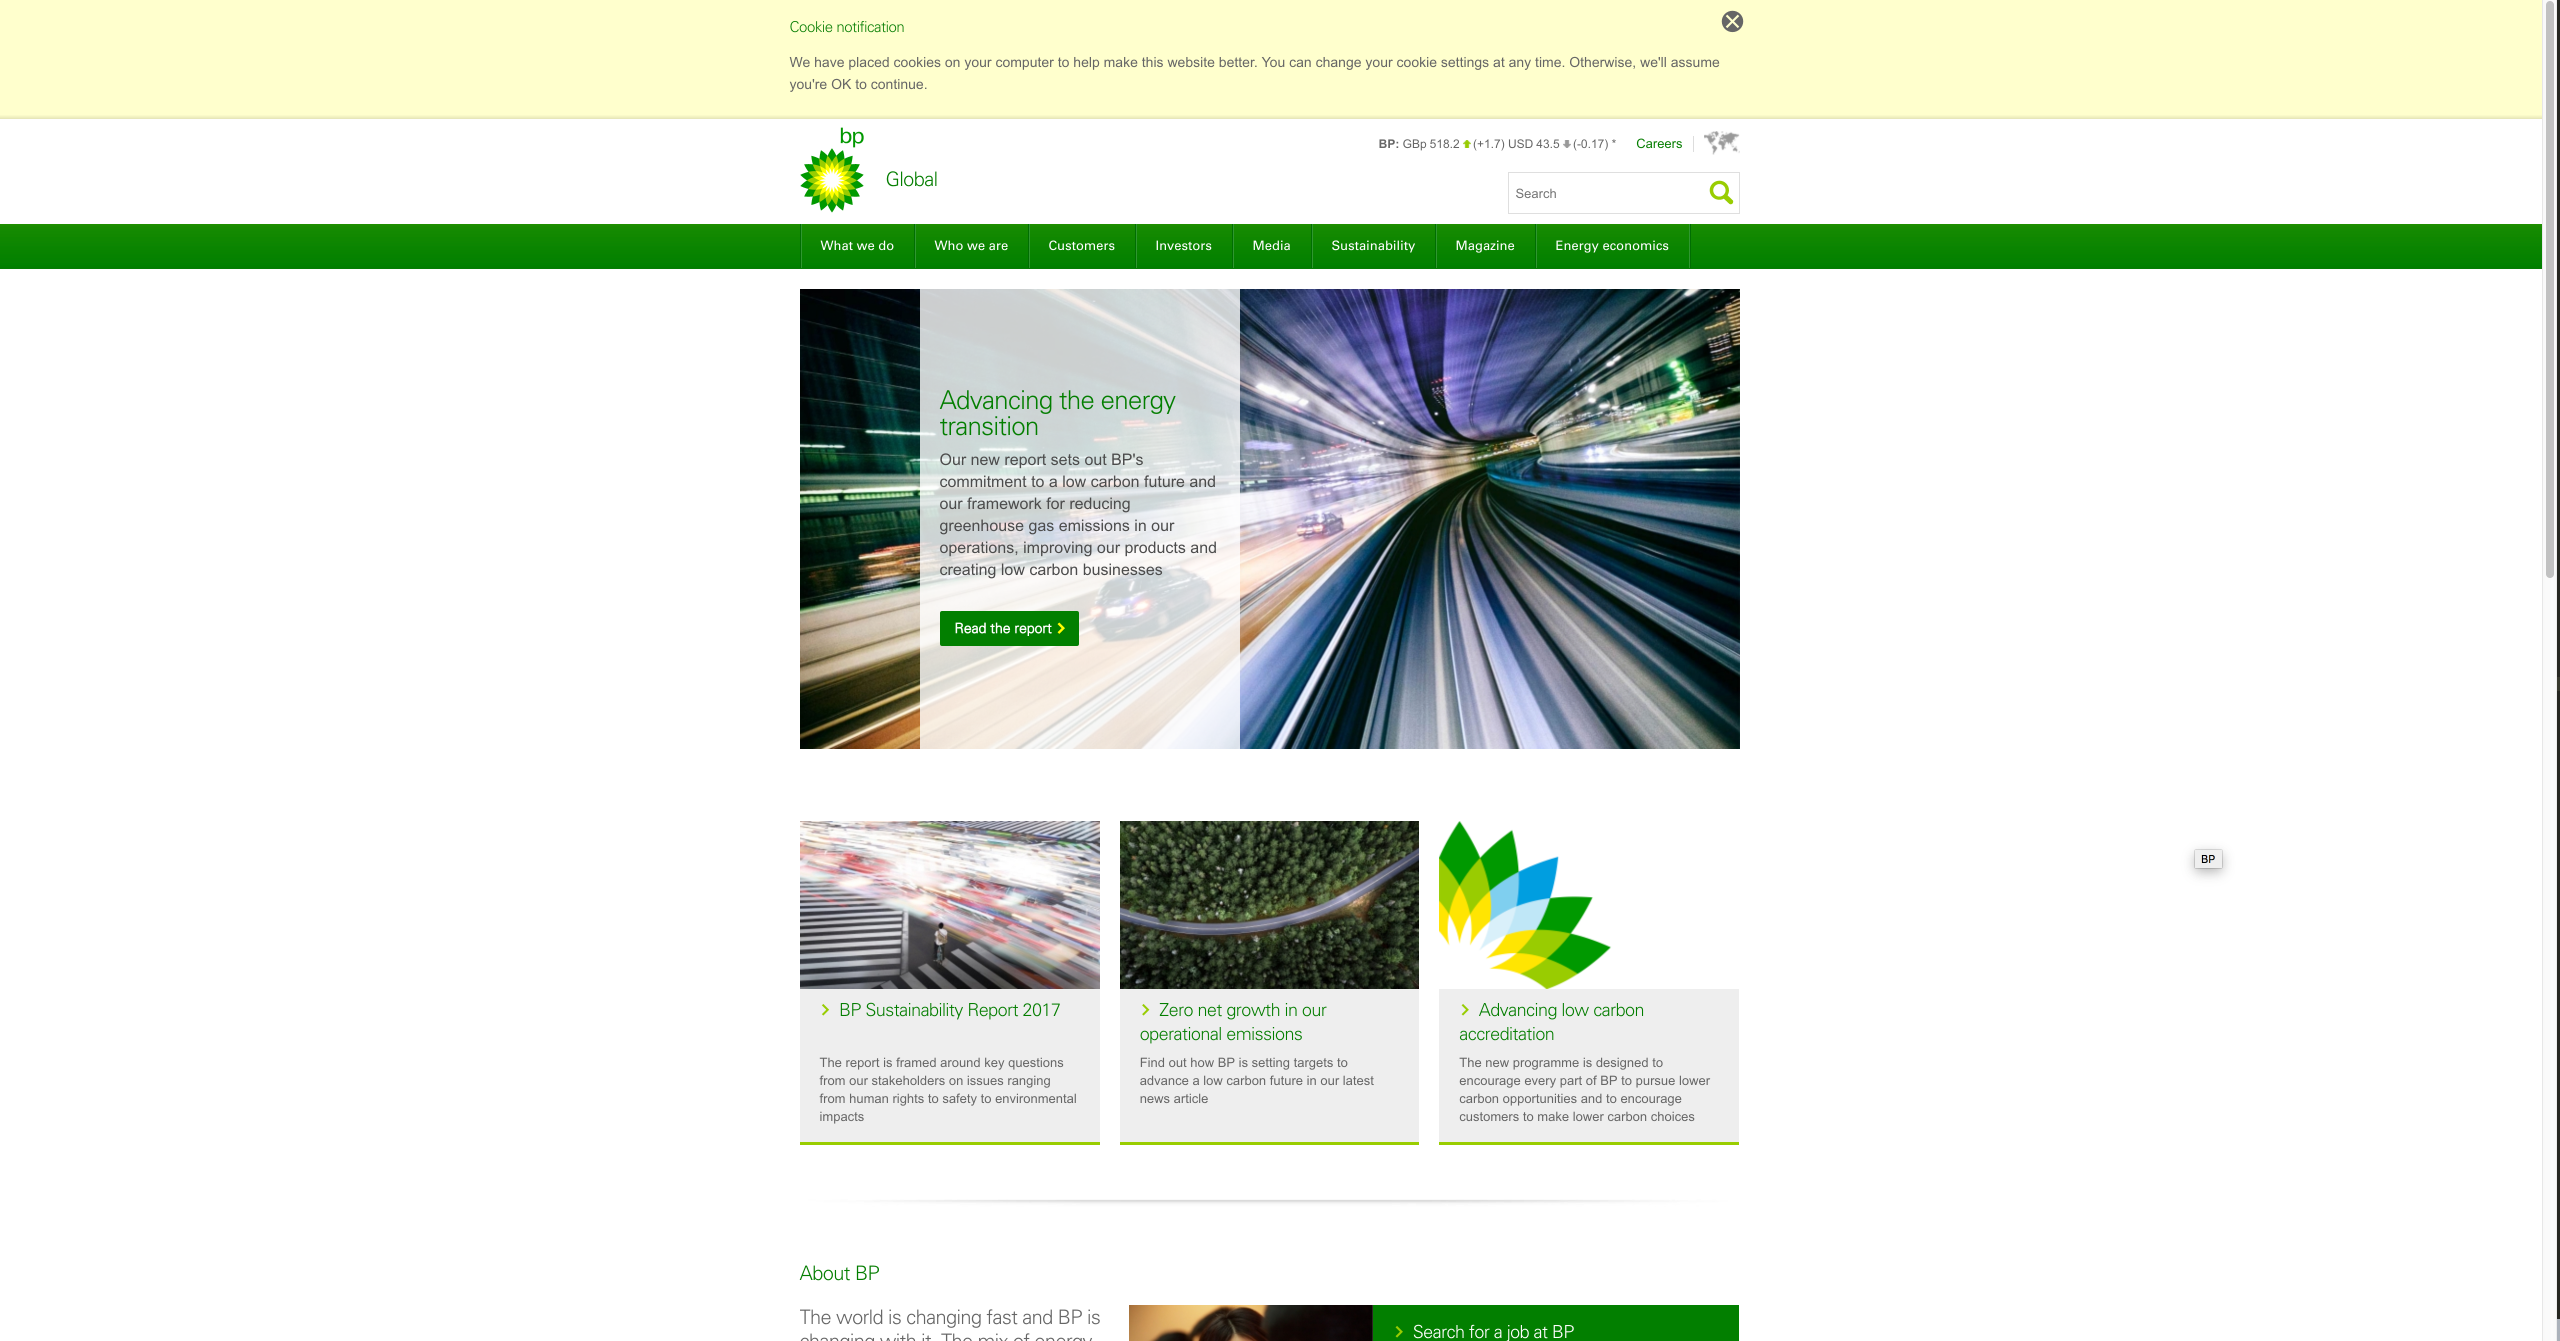 Cookie notification
We have placed cookies on your computer to help make this website better. You can change your cookie settings at any time. Otherwise, we'll assume
you're OK to continue.
bp
Global
BP: GBp 518.2 (+1.7) USD 43.5 (-0.17) *
Careers
Search
What we do
Who we are
Customers
Investors
Media
Sustainability
Magazine
Energy economics
Advancing the energy
transition
Our new report sets out BP's
commitment to a low carbon future and
our framework for reducing
greenhouse gas emissions in our
operations, improving our products and
creating low carbon businesses
Read the report
BP
BP Sustainability Report 2017
The report is framed around key questions
from our stakeholders on issues ranging
from human rights to safety to environmental
impacts
Zero net growth in our
operational emissions
Find out how BP is setting targets to
advance a low carbon future in our latest
news article
Advancing low carbon
accreditation
The new programme is designed to
encourage every part of BP to pursue lower
carbon opportunities and to encourage
customers to make lower carbon choices
About BP
The world is changing fast and BP is
changing with it. The mix of energy
Search for a job at BP